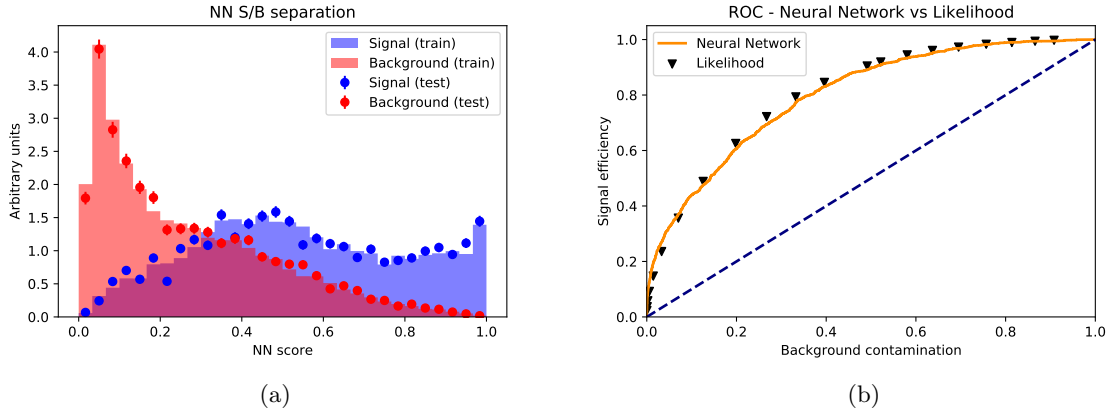 NN S/B separation
Arbitrary units
4.0
3.5
3.0
2.5
2.0
1.5
1.0
0.5
0.0
Signal (train)
Background (train)
Signal (test)
Background (test)
0.0 0.2 0.4 0.6 0.8 1.0
NN score
(a)
ROC - Neural Network vs Likelihood
Signal efficiency
1.0
0.8
0.6
0.4
0.2
0.0
Neural Network
Likelihood
0.0 0.2 0.4 0.6 0.8 1.0
Background contamination
(b)